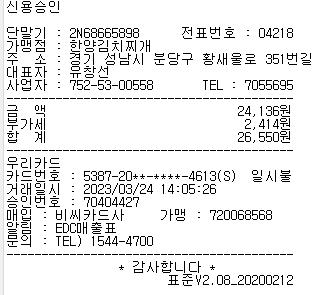 신용승인
단말기 : 2N68665898 전표번호 : 04218
가맹점 : 한양김치찌개
주 소 : 경기 성남시 분당구 황새울로 351번길
대표자 : 유창선
사업자 : 752-53-00558 TEL : 7055695
금 액 24,136원
부가세 2,414원
합 계 26,550원
우리카드
카드번호 : 5387-20**-****-4613(S) 일시불
거래일시 : 2023/03/24 14:05:26
승인번호 : 70404427
매입 : 비씨카드사 가맹 : 720068568
알림 : EDC매출표
문의 : TEL) 1544-4700
* 감사합니다 *
표준V2.08_20200212